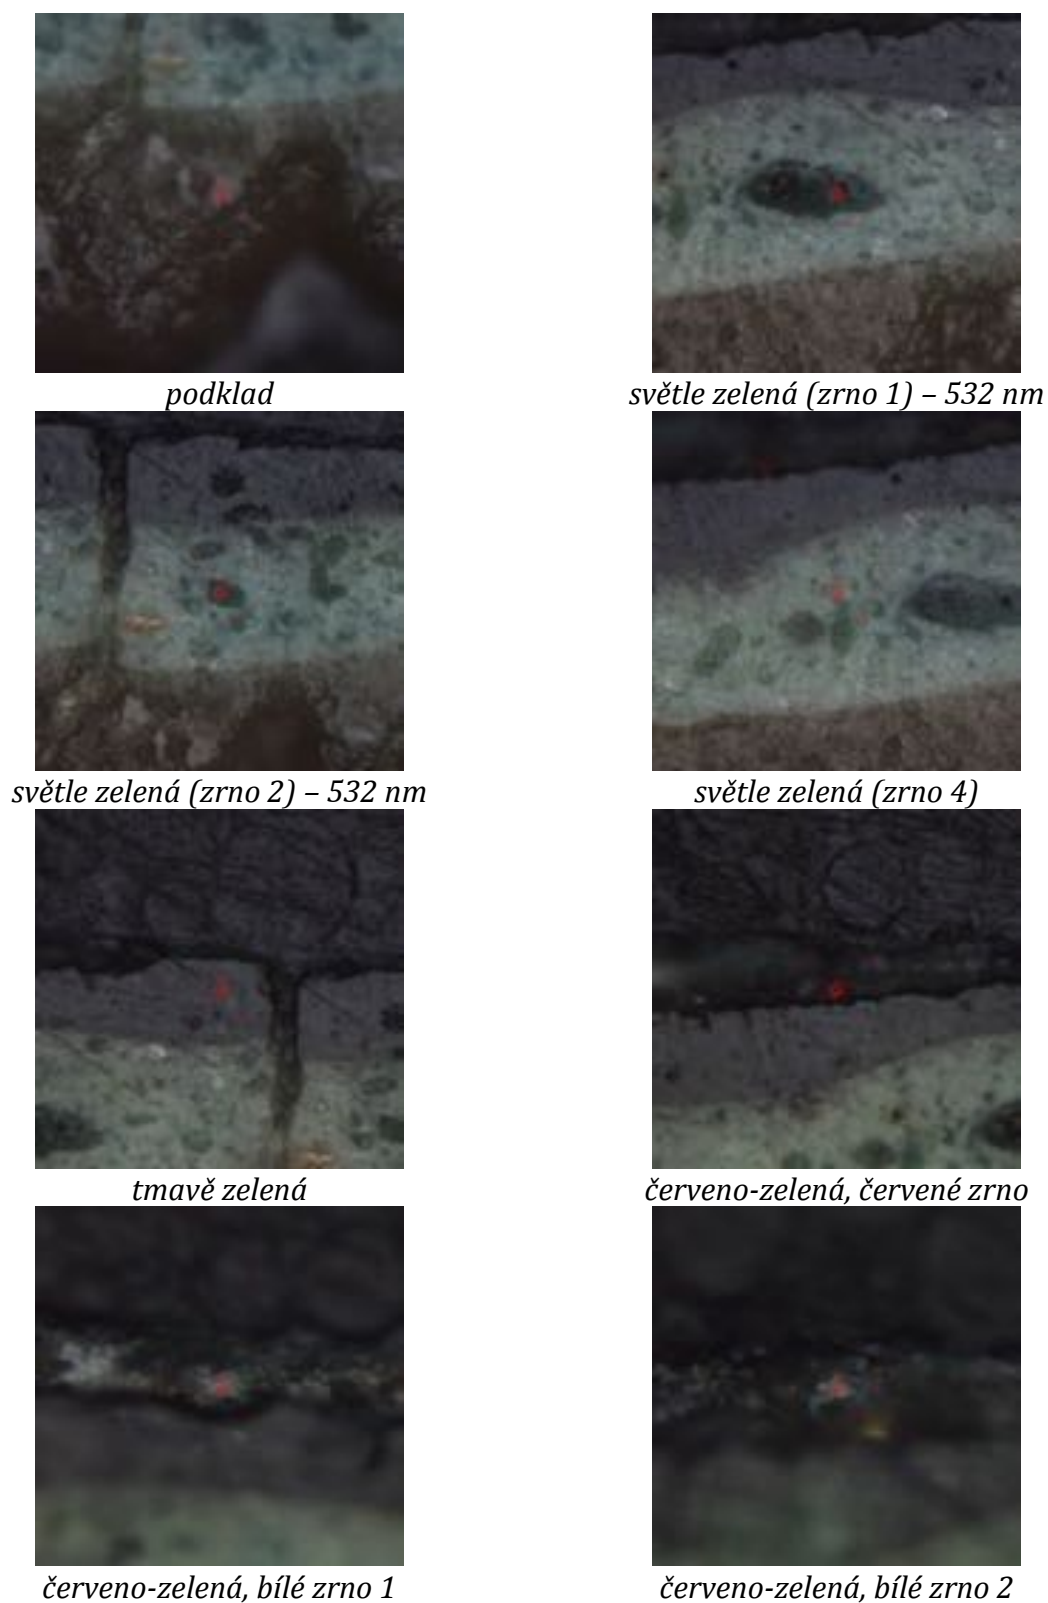 podklad
světle zelená (zrno 1) – 532 nm
světle zelená (zrno 2) – 532 nm
světle zelená (zrno 4)
tmavě zelená
červeno-zelená, červené zrno
červeno-zelená, bílé zrno 1
červeno-zelená, bílé zrno 2